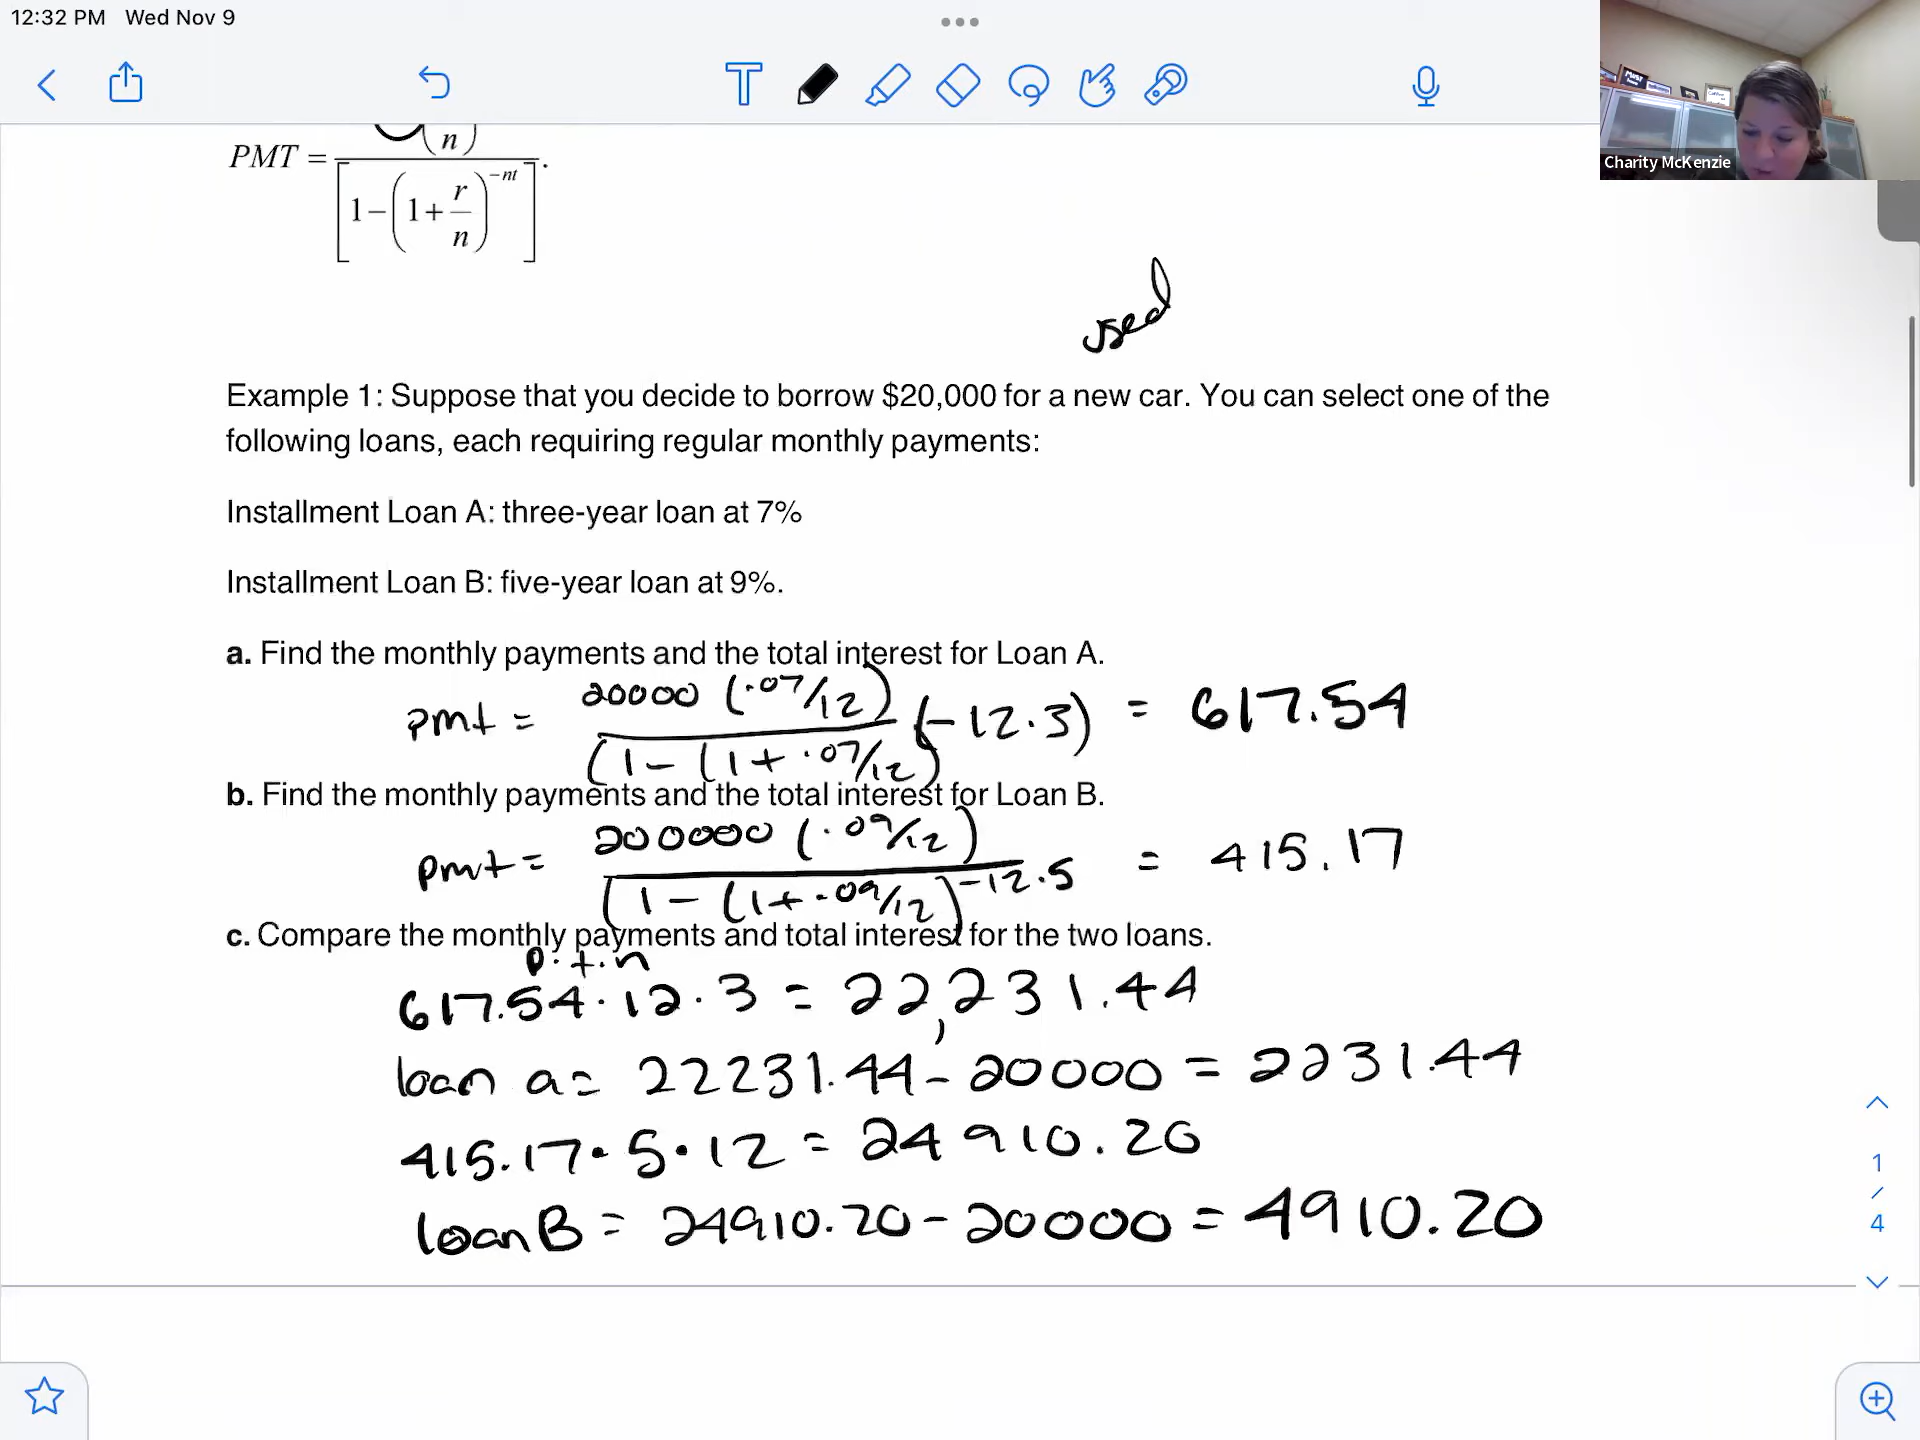 12:32 PM Wed Nov 9
Charity McKenzie
PMT = (n) / [1-(1+r/n)^-nt].
used
Example 1: Suppose that you decide to borrow $20,000 for a new car. You can select one of the
following loans, each requiring regular monthly payments:
Installment Loan A: three-year loan at 7%
Installment Loan B: five-year loan at 9%.
a. Find the monthly payments and the total interest for Loan A.
pmt = 20000 (.07/12) / (1 - (1 + .07/12) (-12·3) = 617.54
b. Find the monthly payments and the total interest for Loan B.
pmt = 200000 (.09/12) / (1 - (1+.09/12)^-12·5 = 415.17
c. Compare the monthly payments and total interest for the two loans.
p·t·n
617.54·12·3 = 22,231.44
loan a = 22231.44 - 20000 = 2231.44
415.17·5·12 = 24910.20
loan B = 24910.20 - 20000 = 4910.20
1
/
4